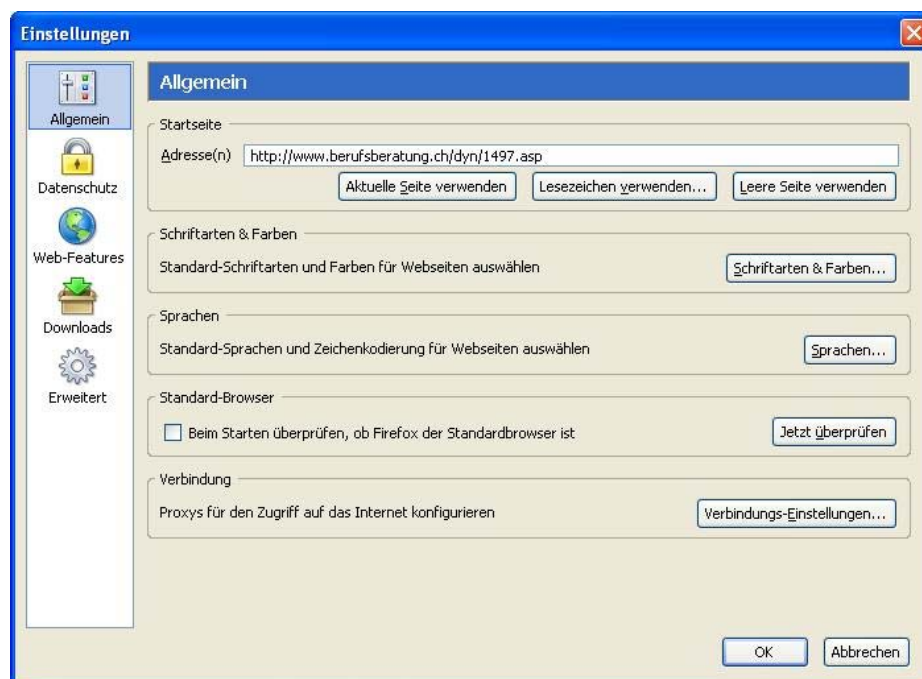 Einstellungen
Allgemein
Datenschutz
Web-Features
Downloads
Erweitert
Allgemein
Startseite
Adresse(n) http://www.berufsberatung.ch/dyn/1497.asp
Aktuelle Seite verwenden Lesezeichen verwenden... Leere Seite verwenden
Schriftarten & Farben
Standard-Schriftarten und Farben für Webseiten auswählen Schriftarten & Farben...
Sprachen
Standard-Sprachen und Zeichenkodierung für Webseiten auswählen Sprachen...
Standard-Browser
Beim Starten überprüfen, ob Firefox der Standardbrowser ist Jetzt überprüfen
Verbindung
Proxys für den Zugriff auf das Internet konfigurieren Verbindungs-Einstellungen...
OK Abbrechen